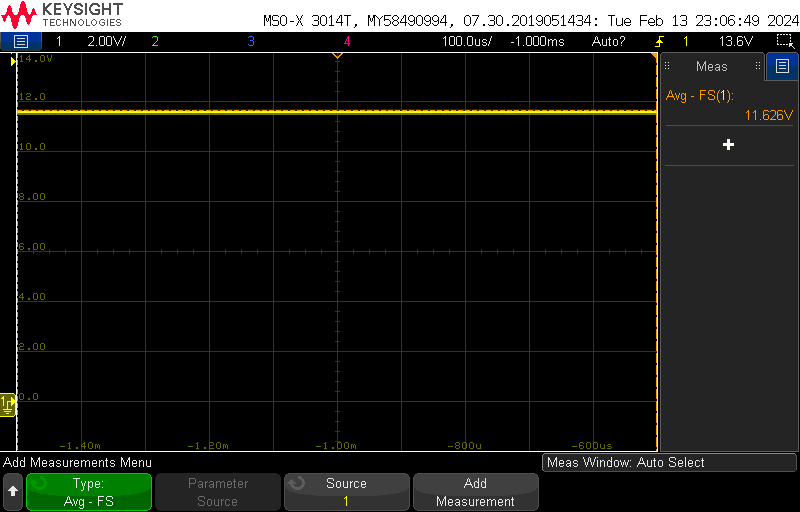 KEYSIGHT
TECHNOLOGIES
MSO-X 3014T, MY58490994, 07.30.2019051434: Tue Feb 13 23:06:49 2024
1 2.00V/ 2 3 4 100.0us/ -1.000ms Auto? 1 13.6V
14.0V
12.0
10.0
8.00
6.00
4.00
2.00
0.0
1
-1.40m -1.20m -1.00m -800u -600us
Meas
Avg - FS(1):
11.626V
+
Add Measurements Menu
Meas Window: Auto Select
Type:
Avg - FS
Parameter
Source
Source
1
Add
Measurement